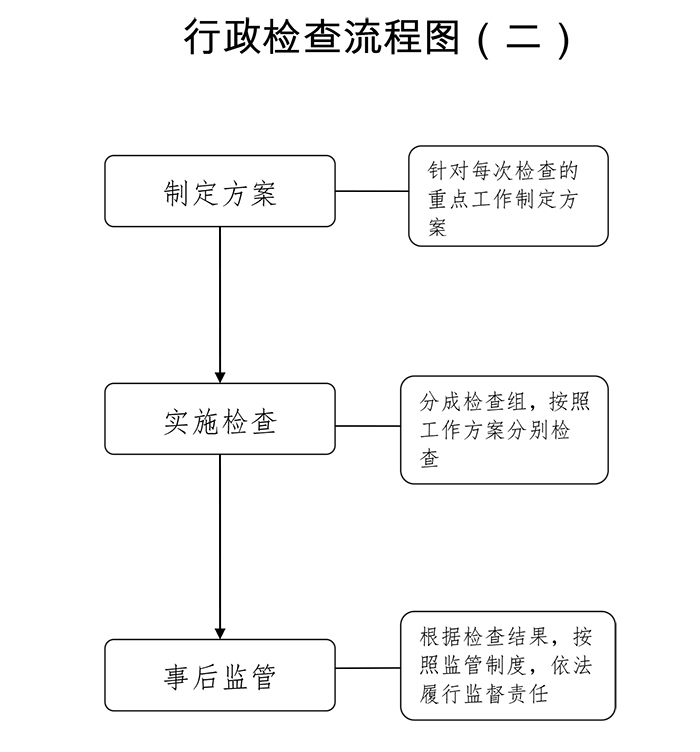 行政检查流程图（二）
制定方案
针对每次检查的
重点工作制定方
案
实施检查
分成检查组，按照
工作方案分别检
查
事后监管
根据检查结果，按
照监管制度，依法
履行监督责任